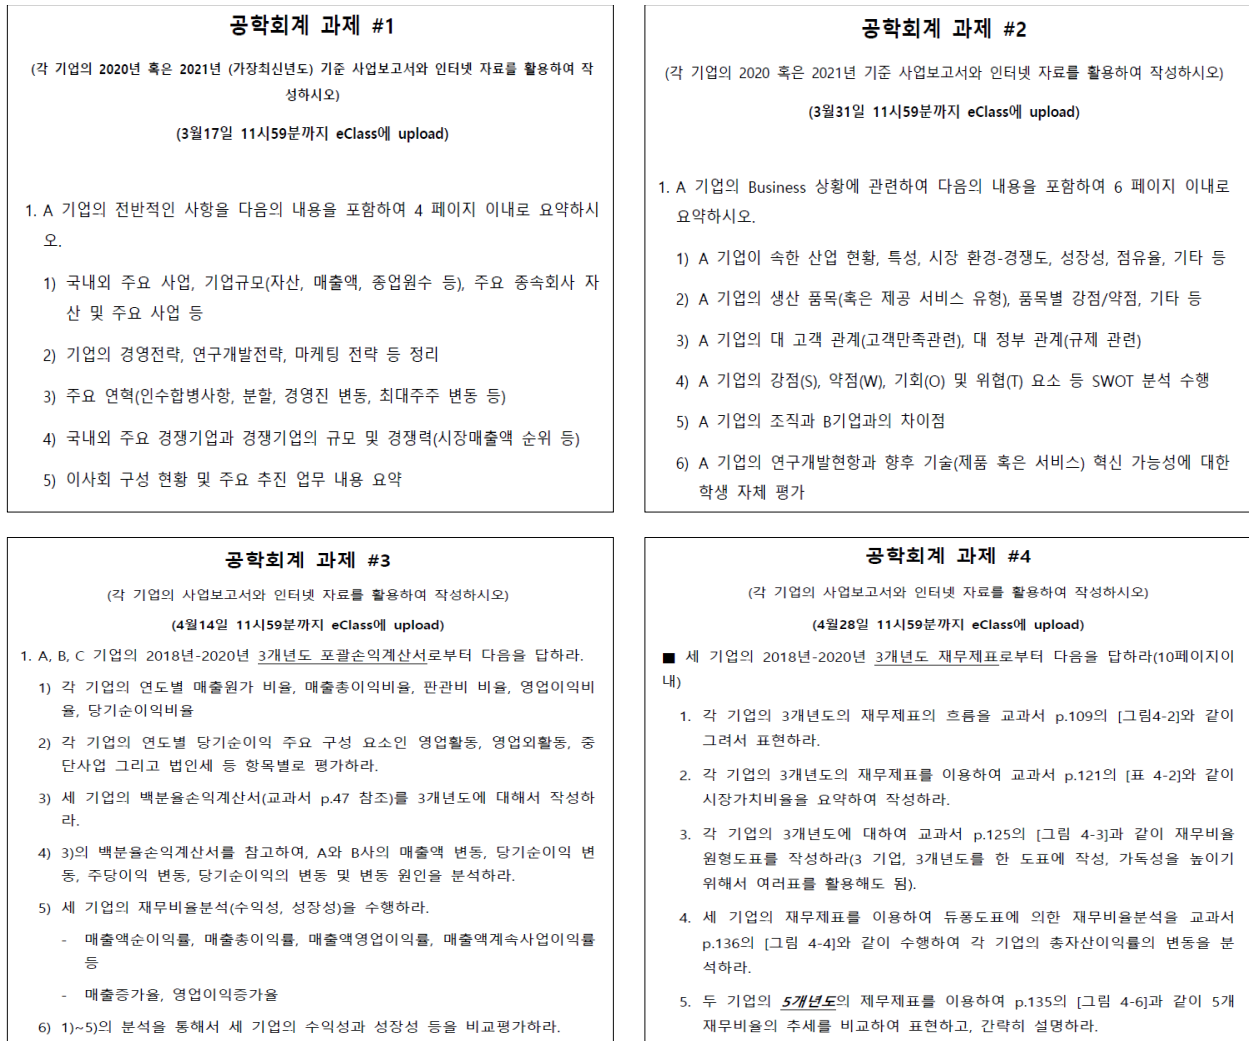 공학회계 과제 #1
(각 기업의 2020년 혹은 2021년 (가장최신년도) 기준 사업보고서와 인터넷 자료를 활용하여 작
성하시오)
(3월17일 11시59분까지 eClass에 upload)
1. A 기업의 전반적인 사항을 다음의 내용을 포함하여 4 페이지 이내로 요약하시
오.
1) 국내외 주요 사업, 기업규모(자산, 매출액, 종업원수 등), 주요 종속회사 자
산 및 주요 사업 등
2) 기업의 경영전략, 연구개발전략, 마케팅 전략 등 정리
3) 주요 연혁(인수합병사항, 분할, 경영진 변동, 최대주주 변동 등)
4) 국내외 주요 경쟁기업과 경쟁기업의 규모 및 경쟁력(시장매출액 순위 등)
5) 이사회 구성 현황 및 주요 추진 업무 내용 요약
공학회계 과제 #2
(각 기업의 2020 혹은 2021년 기준 사업보고서와 인터넷 자료를 활용하여 작성하시오)
(3월31일 11시59분까지 eClass에 upload)
1. A 기업의 Business 상황에 관련하여 다음의 내용을 포함하여 6 페이지 이내로
요약하시오.
1) A 기업이 속한 산업 현황, 특성, 시장 환경-경쟁도, 성장성, 점유율, 기타 등
2) A 기업의 생산 품목(혹은 제공 서비스 유형), 품목별 강점/약점, 기타 등
3) A 기업의 대 고객 관계(고객만족관련), 대 정부 관계(규제 관련)
4) A 기업의 강점(S), 약점(W), 기회(O) 및 위협(T) 요소 등 SWOT 분석 수행
5) A 기업의 조직과 B기업과의 차이점
6) A 기업의 연구개발현항과 향후 기술(제품 혹은 서비스) 혁신 가능성에 대한
학생 자체 평가
공학회계 과제 #3
(각 기업의 사업보고서와 인터넷 자료를 활용하여 작성하시오)
(4월14일 11시59분까지 eClass에 upload)
1. A, B, C 기업의 2018년-2020년 3개년도 포괄손익계산서로부터 다음을 답하라.
1) 각 기업의 연도별 매출원가 비율, 매출총이익비율, 판관비 비율, 영업이익비
율, 당기순이익비율
2) 각 기업의 연도별 당기순이익 주요 구성 요소인 영업활동, 영업외활동, 중
단사업 그리고 법인세 등 항목별로 평가하라.
3) 세 기업의 백분율손익계산서(교과서 p.47 참조)를 3개년도에 대해서 작성하
라.
4) 3)의 백분율손익계산서를 참고하여, A와 B사의 매출액 변동, 당기순이익 변
동, 주당이익 변동, 당기순이익의 변동 및 변동 원인을 분석하라.
5) 세 기업의 재무비율분석(수익성, 성장성)을 수행하라.
- 매출액순이익률, 매출총이익률, 매출액영업이익률, 매출액계속사업이익률
등
- 매출증가율, 영업이익증가율
6) 1)~5)의 분석을 통해서 세 기업의 수익성과 성장성 등을 비교평가하라.
공학회계 과제 #4
(각 기업의 사업보고서와 인터넷 자료를 활용하여 작성하시오)
(4월28일 11시59분까지 eClass에 upload)
■ 세 기업의 2018년-2020년 3개년도 재무제표로부터 다음을 답하라(10페이지이
내)
1. 각 기업의 3개년도의 재무제표의 흐름을 교과서 p.109의 [그림4-2]와 같이
그려서 표현하라.
2. 각 기업의 3개년도의 재무제표를 이용하여 교과서 p.121의 [표 4-2]와 같이
시장가치비율을 요약하여 작성하라.
3. 각 기업의 3개년도에 대하여 교과서 p.125의 [그림 4-3]과 같이 재무비율
원형도표를 작성하라(3 기업, 3개년도를 한 도표에 작성, 가독성을 높이기
위해서 여러표를 활용해도 됨).
4. 세 기업의 재무제표를 이용하여 듀퐁도표에 의한 재무비율분석을 교과서
p.136의 [그림 4-4]와 같이 수행하여 각 기업의 총자산이익률의 변동을 분
석하라.
5. 두 기업의 5개년도의 제무제표를 이용하여 p.135의 [그림 4-6]과 같이 5개
재무비율의 추세를 비교하여 표현하고, 간략히 설명하라.